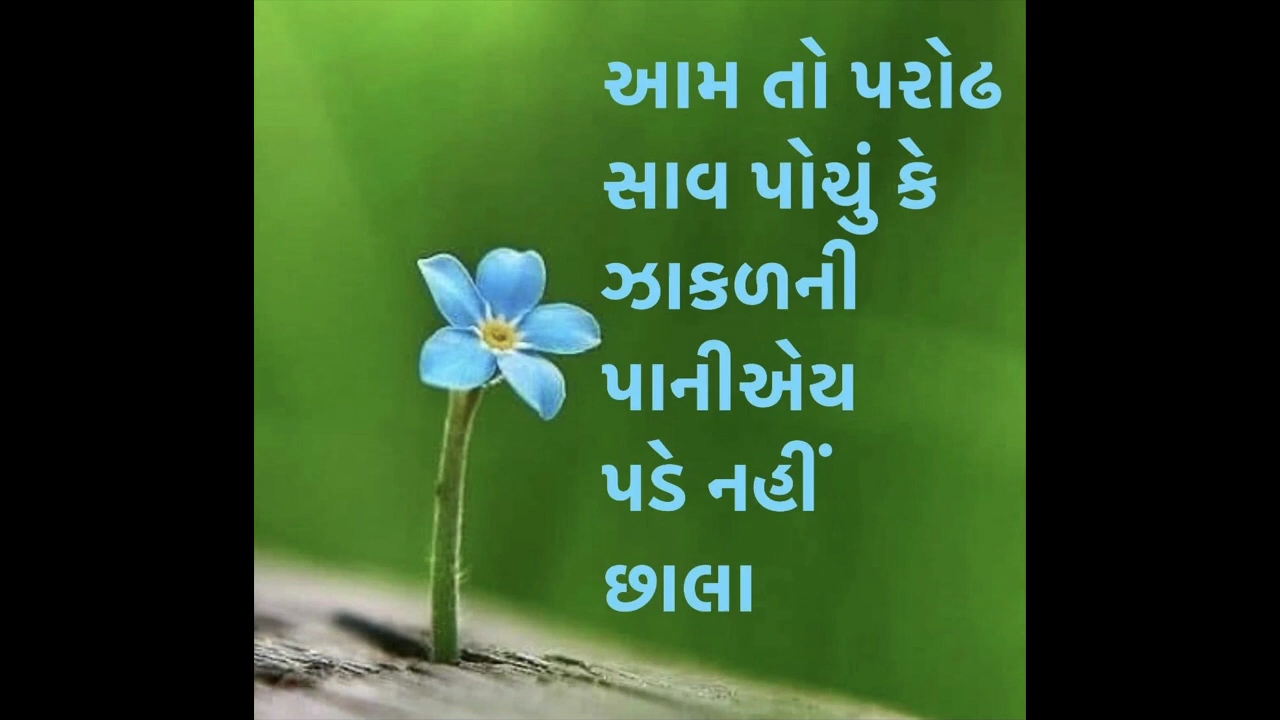 આમ તો પરોઢ
સાવ પોચું કે
ઝાકળની
પાનીએય
પડે નહીં
છાલા